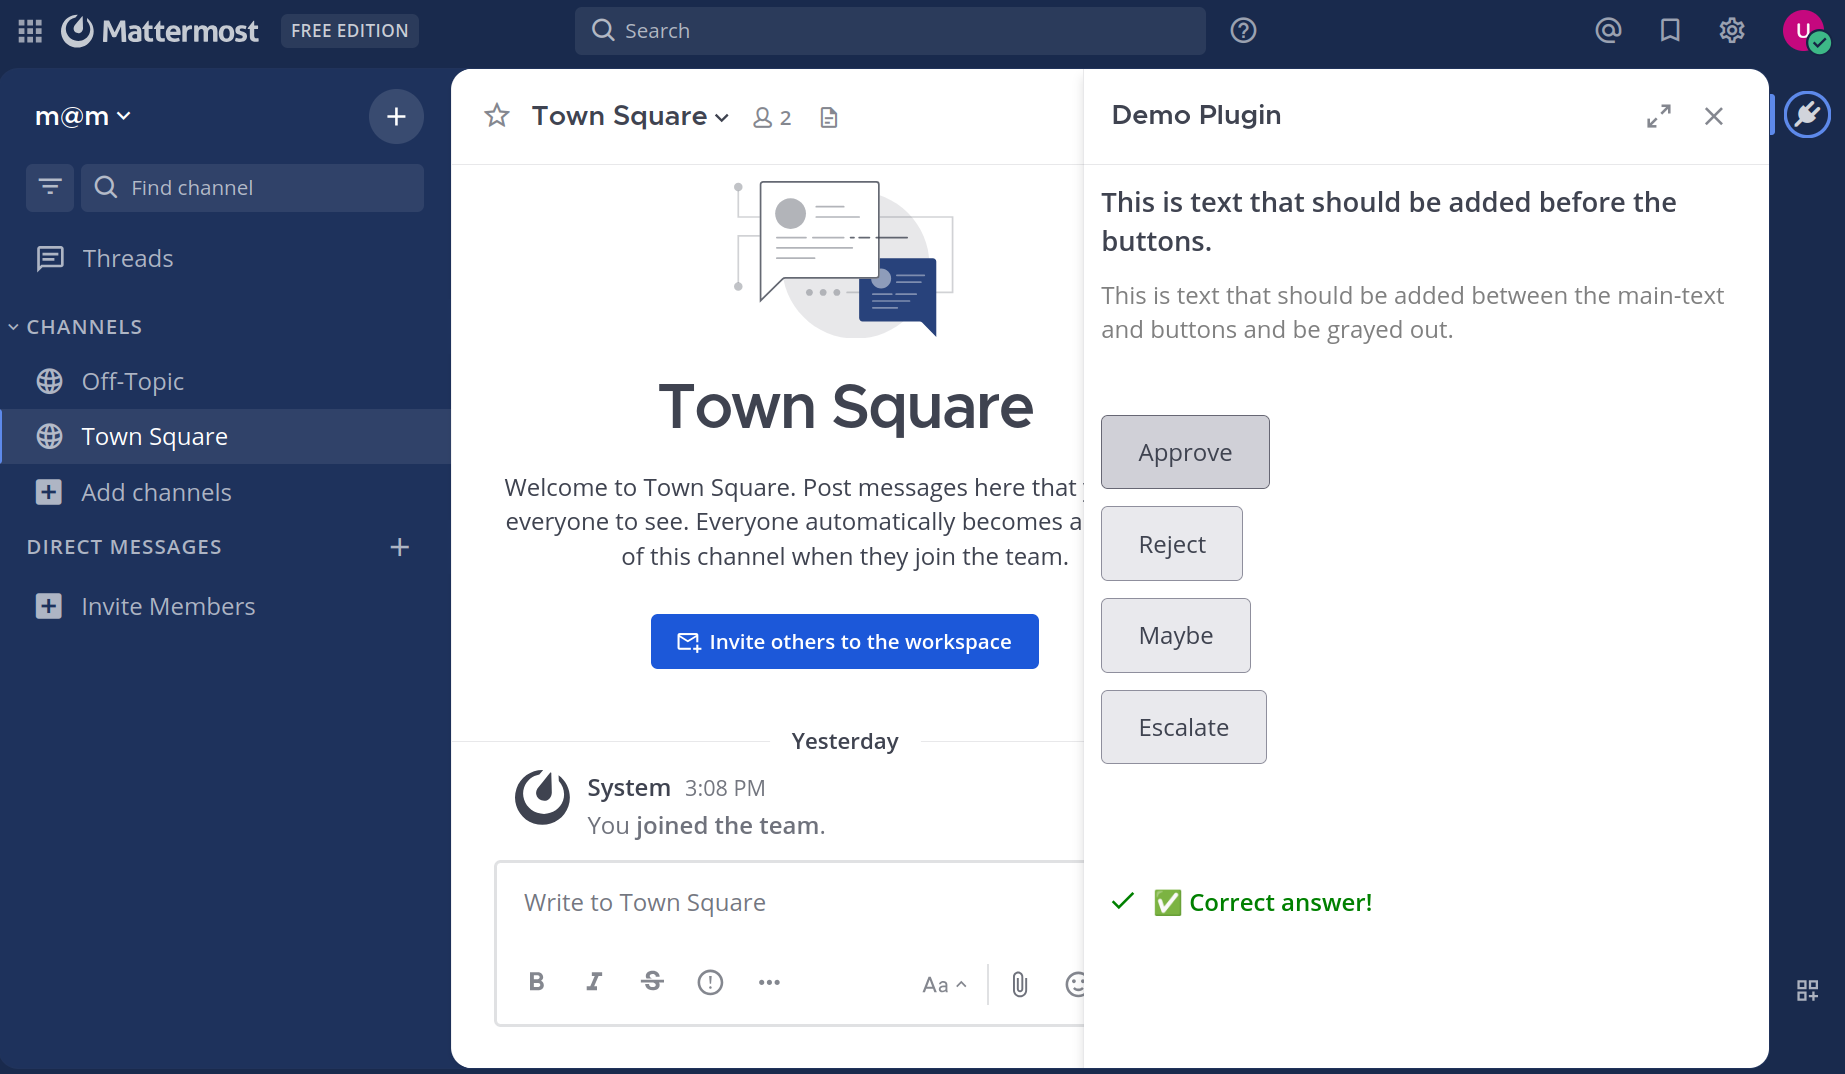 Mattermost FREE EDITION
Search
U
m@m
Find channel
Threads
CHANNELS
Off-Topic
Town Square
Add channels
DIRECT MESSAGES
Invite Members
Town Square 2
Town Square
Welcome to Town Square. Post messages here that
everyone to see. Everyone automatically becomes a
of this channel when they join the team.
Invite others to the workspace
Yesterday
System 3:08 PM
You joined the team.
Write to Town Square
B I S Aa
Demo Plugin
This is text that should be added before the
buttons.
This is text that should be added between the main-text
and buttons and be grayed out.
Approve
Reject
Maybe
Escalate
✅ Correct answer!